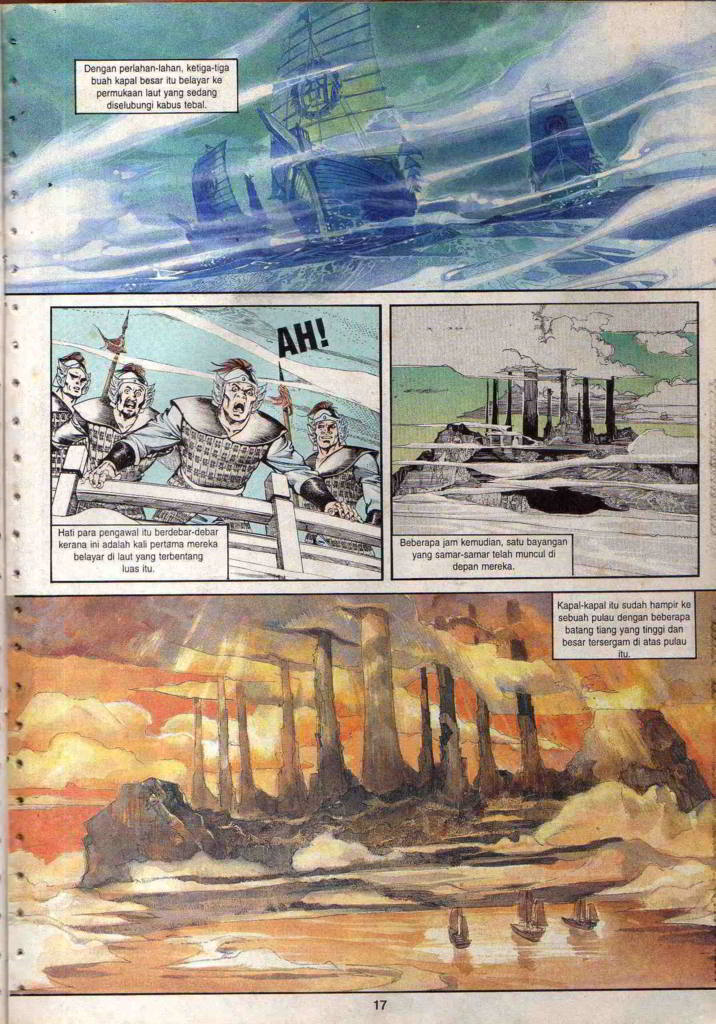 Dengan perlahan-lahan, ketiga-tiga
buah kapal besar itu belayar ke
permukaan laut yang sedang
diselubungi kabus tebal.
AH!
Hati para pengawal itu berdebar-debar
kerana ini adalah kali pertama mereka
belayar di laut yang terbentang
luas itu.
Beberapa jam kemudian, satu bayangan
yang samar-samar telah muncul di
depan mereka.
Kapal-kapal itu sudah hampir ke
sebuah pulau dengan beberapa
batang tiang yang tinggi dan
besar tersergam di atas pulau
itu.
17